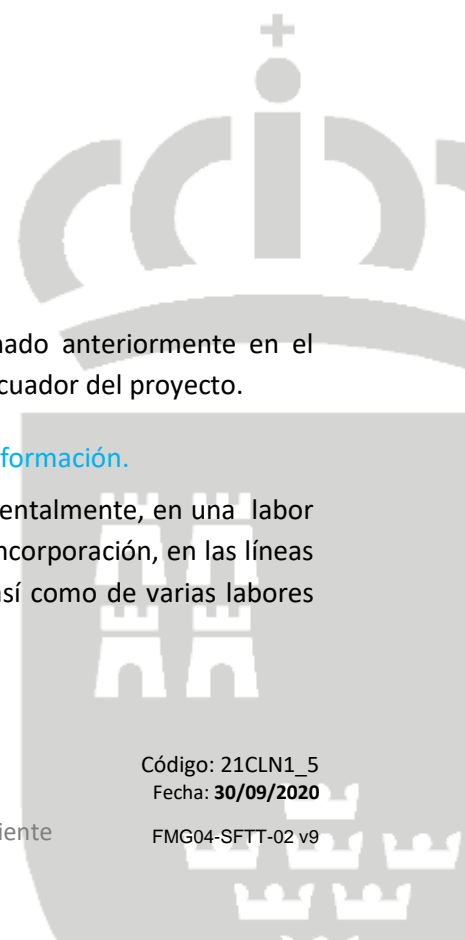 nado anteriormente en el
cuador del proyecto.
formación.
entalmente, en una labor
ncorporación, en las líneas
así como de varias labores
Código: 21CLN1_5
Fecha: 30/09/2020
iente
FMG04-SFTT-02 v9